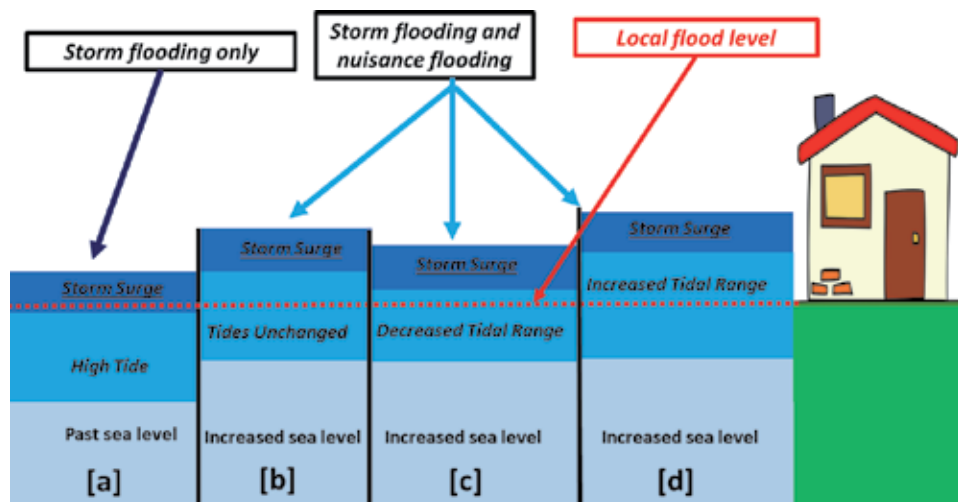 Storm flooding only
Storm flooding and
nuisance flooding
Local flood level
Storm Surge
High Tide
Past sea level
[a]
Storm Surge
Tides Unchanged
Increased sea level
[b]
Storm Surge
Decreased Tidal Range
Increased sea level
[c]
Storm Surge
Increased Tidal Range
Increased sea level
[d]